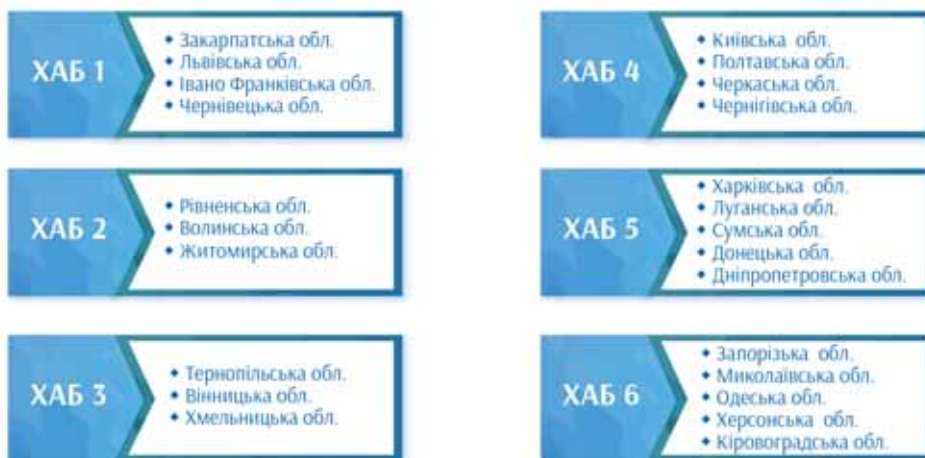 ХАБ 1
Закарпатська обл.
Львівська обл.
Івано Франківська обл.
Чернівецька обл.
ХАБ 2
Рівненська обл.
Волинська обл.
Житомирська обл.
ХАБ 3
Тернопільська обл.
Вінницька обл.
Хмельницька обл.
ХАБ 4
Київська обл.
Полтавська обл.
Черкаська обл.
Чернігівська обл.
ХАБ 5
Харківська обл.
Луганська обл.
Сумська обл.
Донецька обл.
Дніпропетровська обл.
ХАБ 6
Запорізька обл.
Миколаївська обл.
Одеська обл.
Херсонська обл.
Кіровоградська обл.